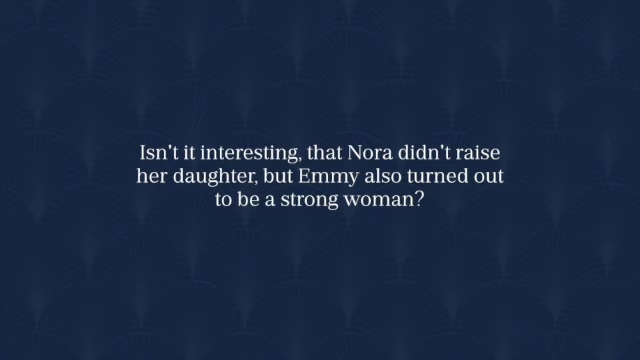 Isn't it interesting, that Nora didn't raise
her daughter, but Emmy also turned out
to be a strong woman?